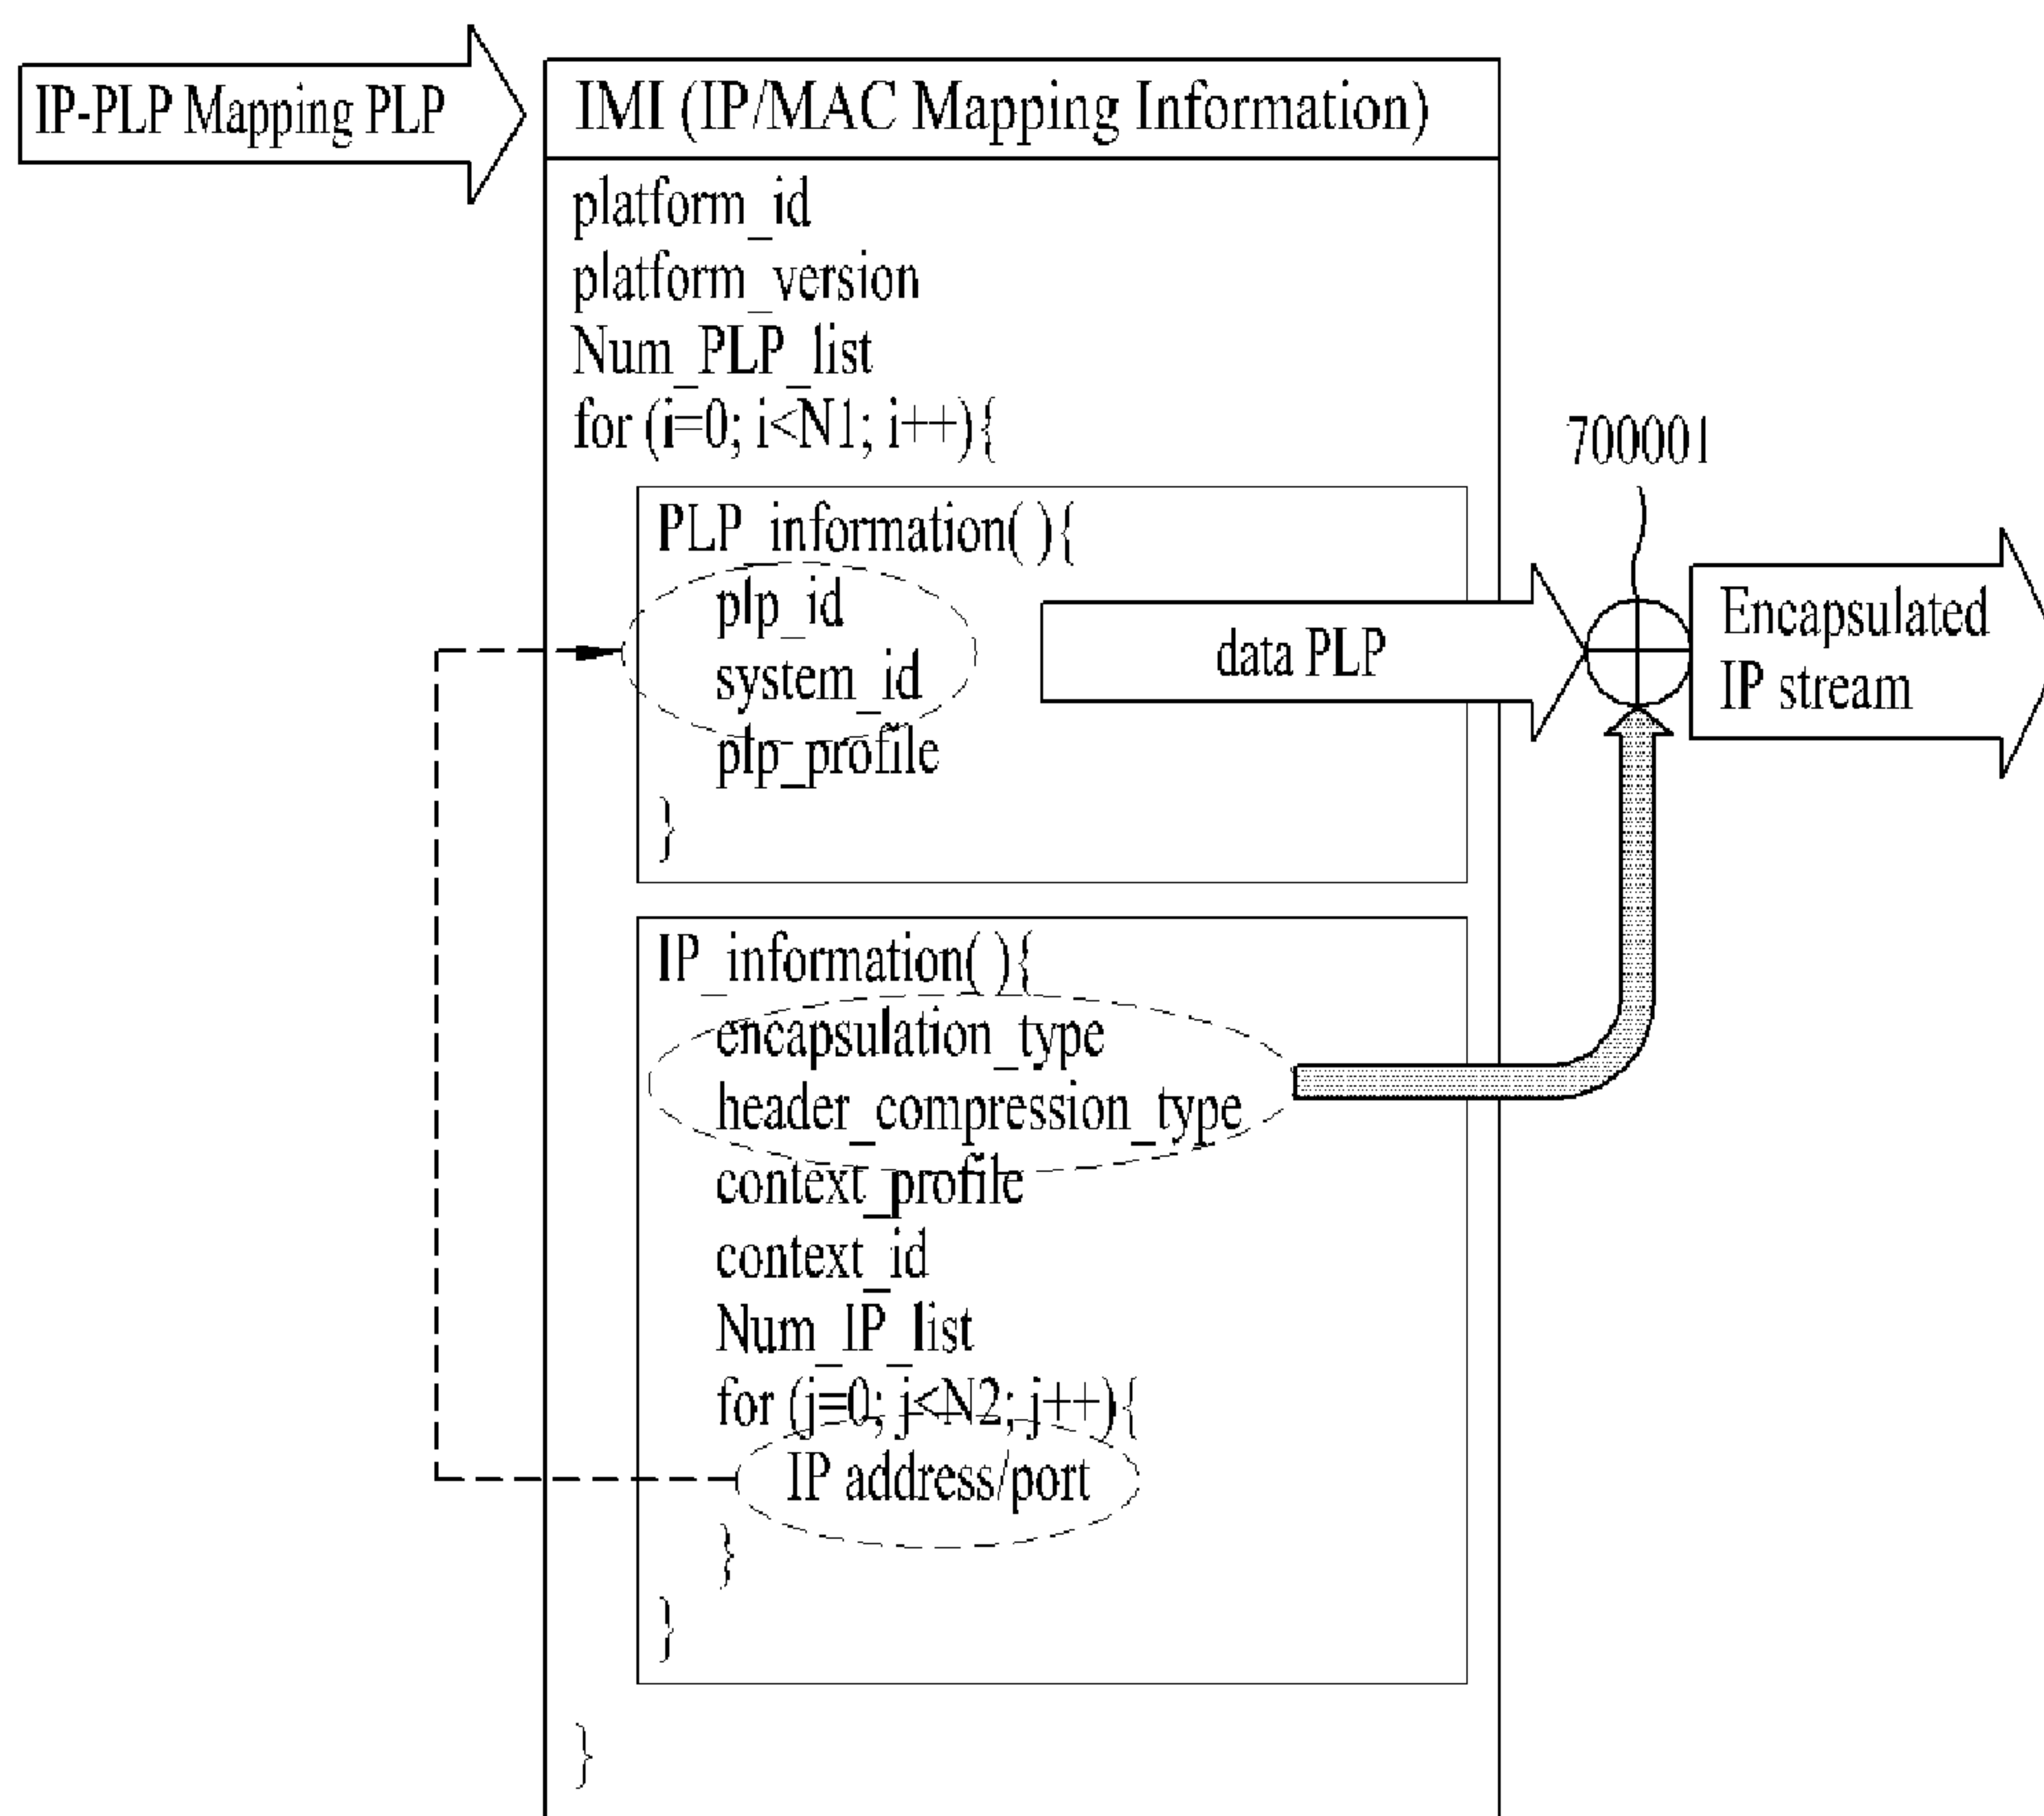 IP-PLP Mapping PLP
IMI (IP/MAC Mapping Information)
platform_id
platform_version
Num_PLP_list
for (i=0; i<N1; i++){
PLP_information( ){
plp_id
system_id
plp_profile
}
data PLP
700001
Encapsulated
IP stream
IP_information( ){
encapsulation_type
header_compression_type
context_profile
context_id
Num_IP_list
for (j=0; j<N2; j++){
IP address/port
}
}
}